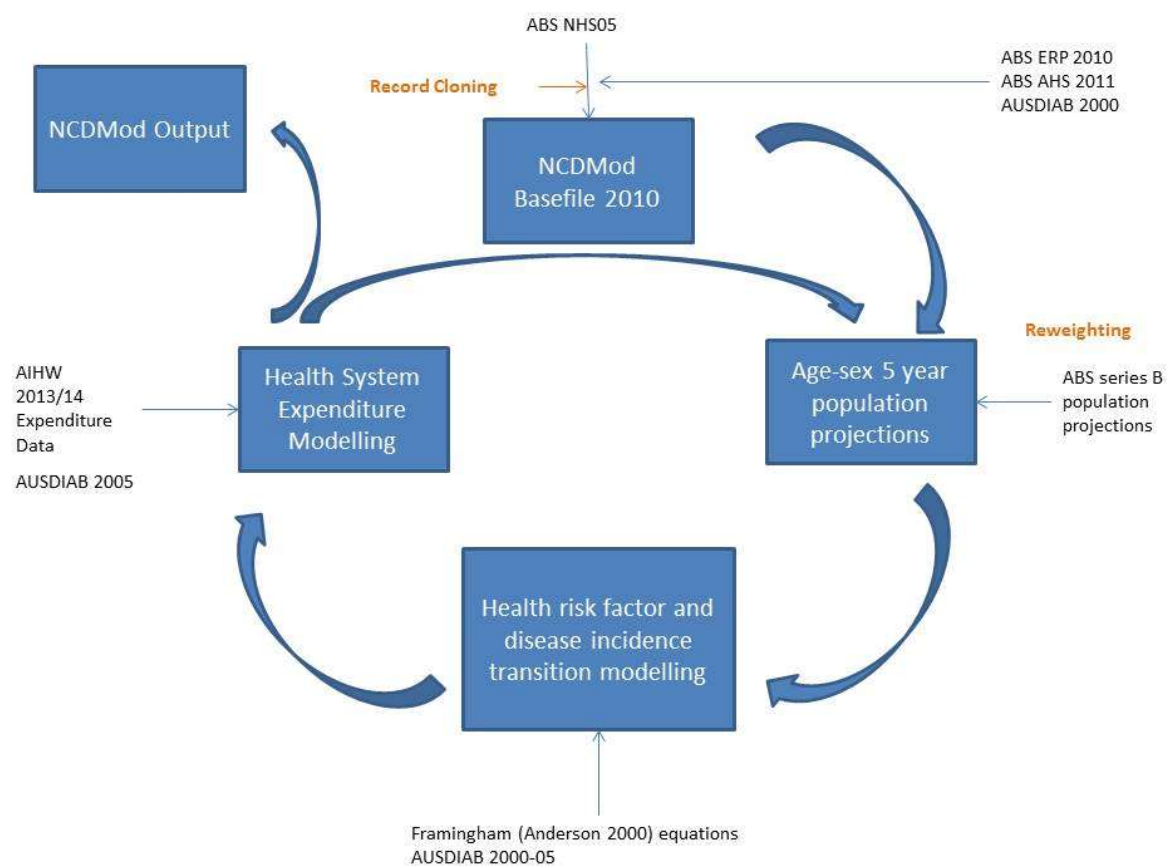 ABS NHS05
ABS ERP 2010
ABS AHS 2011
AUSDIAB 2000
Record Cloning
NCDMod Output
NCDMod
Basefile 2010
Reweighting
AIHW
2013/14
Expenditure
Data
AUSDIAB 2005
Health System
Expenditure
Modelling
Age-sex 5 year
population
projections
ABS series B
population
projections
Health risk factor and
disease incidence
transition modelling
Framingham (Anderson 2000) equations
AUSDIAB 2000-05